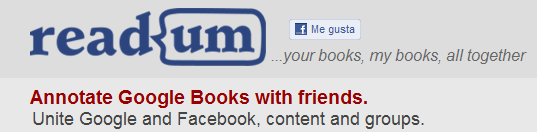 read{um
Me gusta
...your books, my books, all together
Annotate Google Books with friends.
Unite Google and Facebook, content and groups.